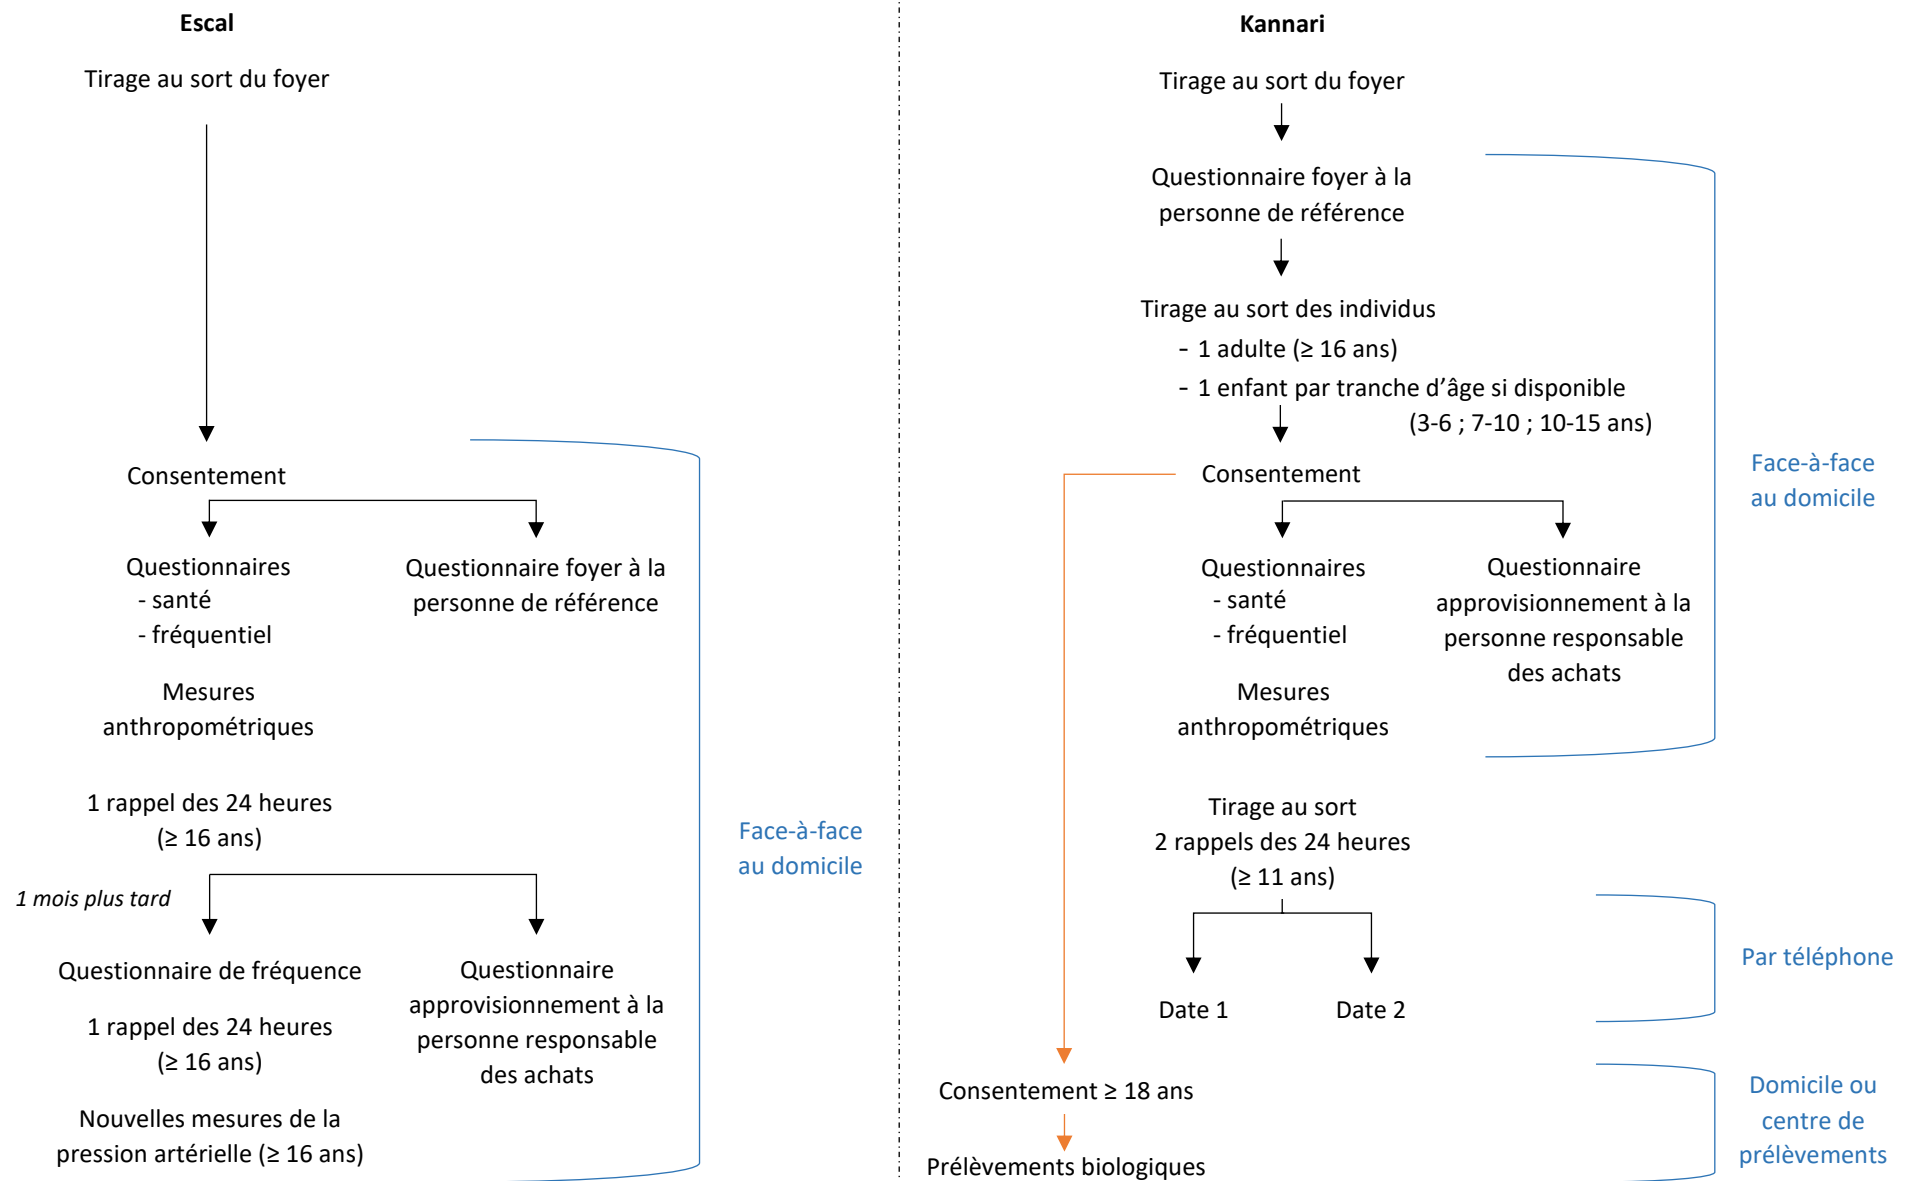 Escal
Tirage au sort du foyer
Consentement
Questionnaires
- santé
- fréquentiel
Questionnaire foyer à la
personne de référence
Mesures
anthropométriques
1 rappel des 24 heures
(≥ 16 ans)
1 mois plus tard
Questionnaire de fréquence
1 rappel des 24 heures
(≥ 16 ans)
Nouvelles mesures de la
pression artérielle (≥ 16 ans)
Questionnaire
approvisionnement à la
personne responsable
des achats
Face-à-face
au domicile
Kannari
Tirage au sort du foyer
Questionnaire foyer à la
personne de référence
Tirage au sort des individus
- 1 adulte (≥ 16 ans)
- 1 enfant par tranche d’âge si disponible
(3-6 ; 7-10 ; 10-15 ans)
Consentement
Questionnaires
- santé
- fréquentiel
Questionnaire
approvisionnement à la
personne responsable
des achats
Mesures
anthropométriques
Face-à-face
au domicile
Tirage au sort
2 rappels des 24 heures
(≥ 11 ans)
Date 1
Date 2
Par téléphone
Consentement ≥ 18 ans
Prélèvements biologiques
Domicile ou
centre de
prélèvements